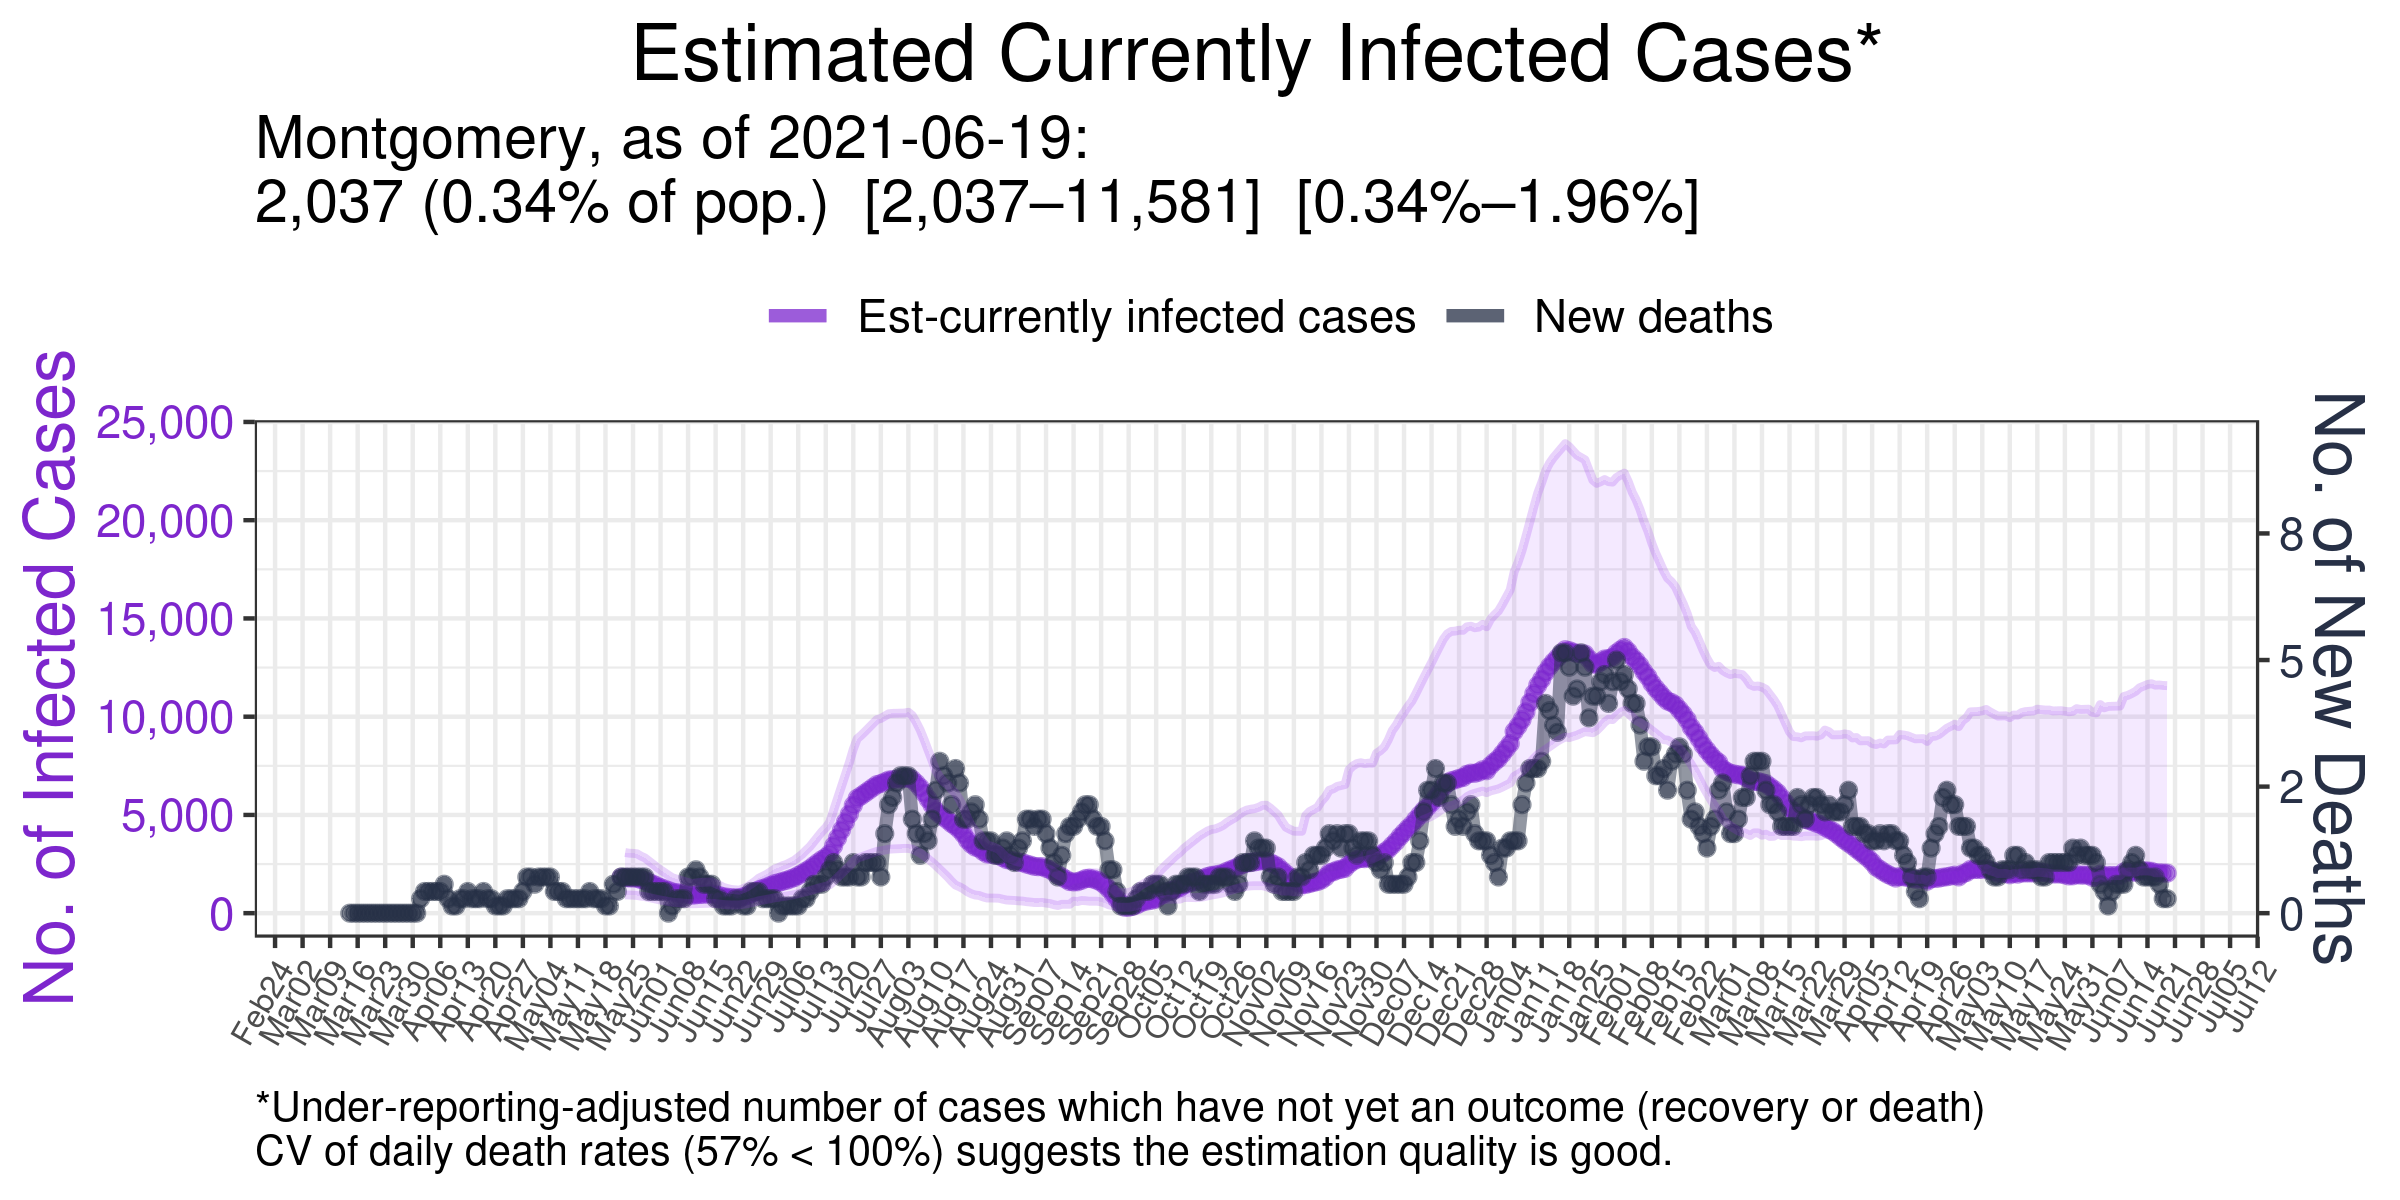 Estimated Currently Infected Cases*
Montgomery, as of 2021-06-19:
2,037 (0.34% of pop.) [2,037–11,581] [0.34%–1.96%]
Est-currently infected cases New deaths
No. of Infected Cases
25,000
20,000
15,000
10,000
5,000
0
8
5
2
0
No. of New Deaths
Feb24 Mar02 Mar09 Mar16 Mar23 Mar30 Apr06 Apr13 Apr20 Apr27 May04 May11 May18 May25 Jun01 Jun08 Jun15 Jun22 Jun29 Jul06 Jul13 Jul20 Jul27 Aug03 Aug10 Aug17 Aug24 Aug31 Sep07 Sep14 Sep21 Sep28 Oct05 Oct12 Oct19 Oct26 Nov02 Nov09 Nov16 Nov23 Nov30 Dec07 Dec14 Dec21 Dec28 Jan04 Jan11 Jan18 Jan25 Feb01 Feb08 Feb15 Feb22 Mar01 Mar08 Mar15 Mar22 Mar29 Apr05 Apr12 Apr19 Apr26 May03 May10 May17 May24 May31 Jun07 Jun14 Jun21 Jun28 Jul05 Jul12
*Under-reporting-adjusted number of cases which have not yet an outcome (recovery or death)
CV of daily death rates (57% < 100%) suggests the estimation quality is good.